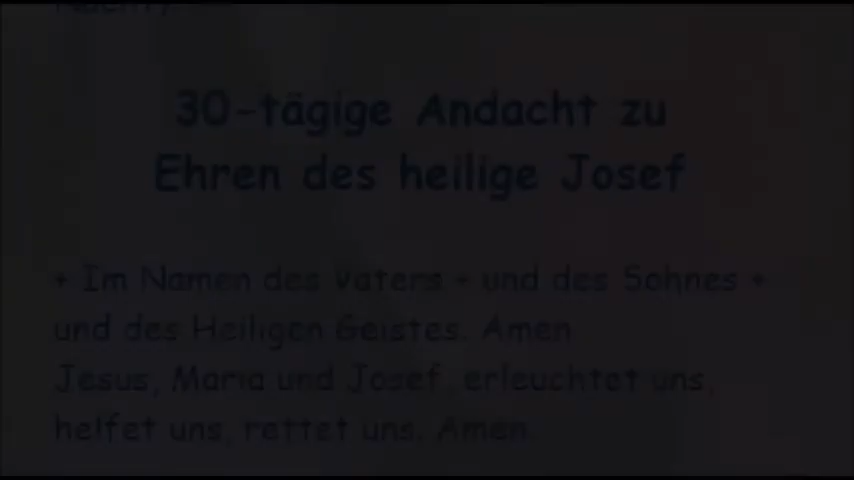 30-tägige Andacht zu
Ehren des heilige Josef
+ Im Namen des Vaters + und des Sohnes +
und des Heiligen Geistes. Amen
Jesus, Maria und Josef, erleuchtet uns,
helfet uns, rettet uns. Amen